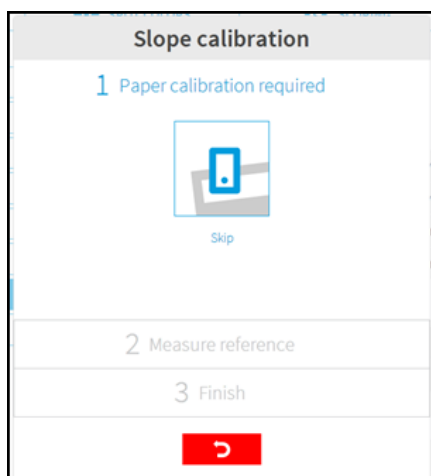 Slope calibration
1 Paper calibration required
Skip
2 Measure reference
3 Finish